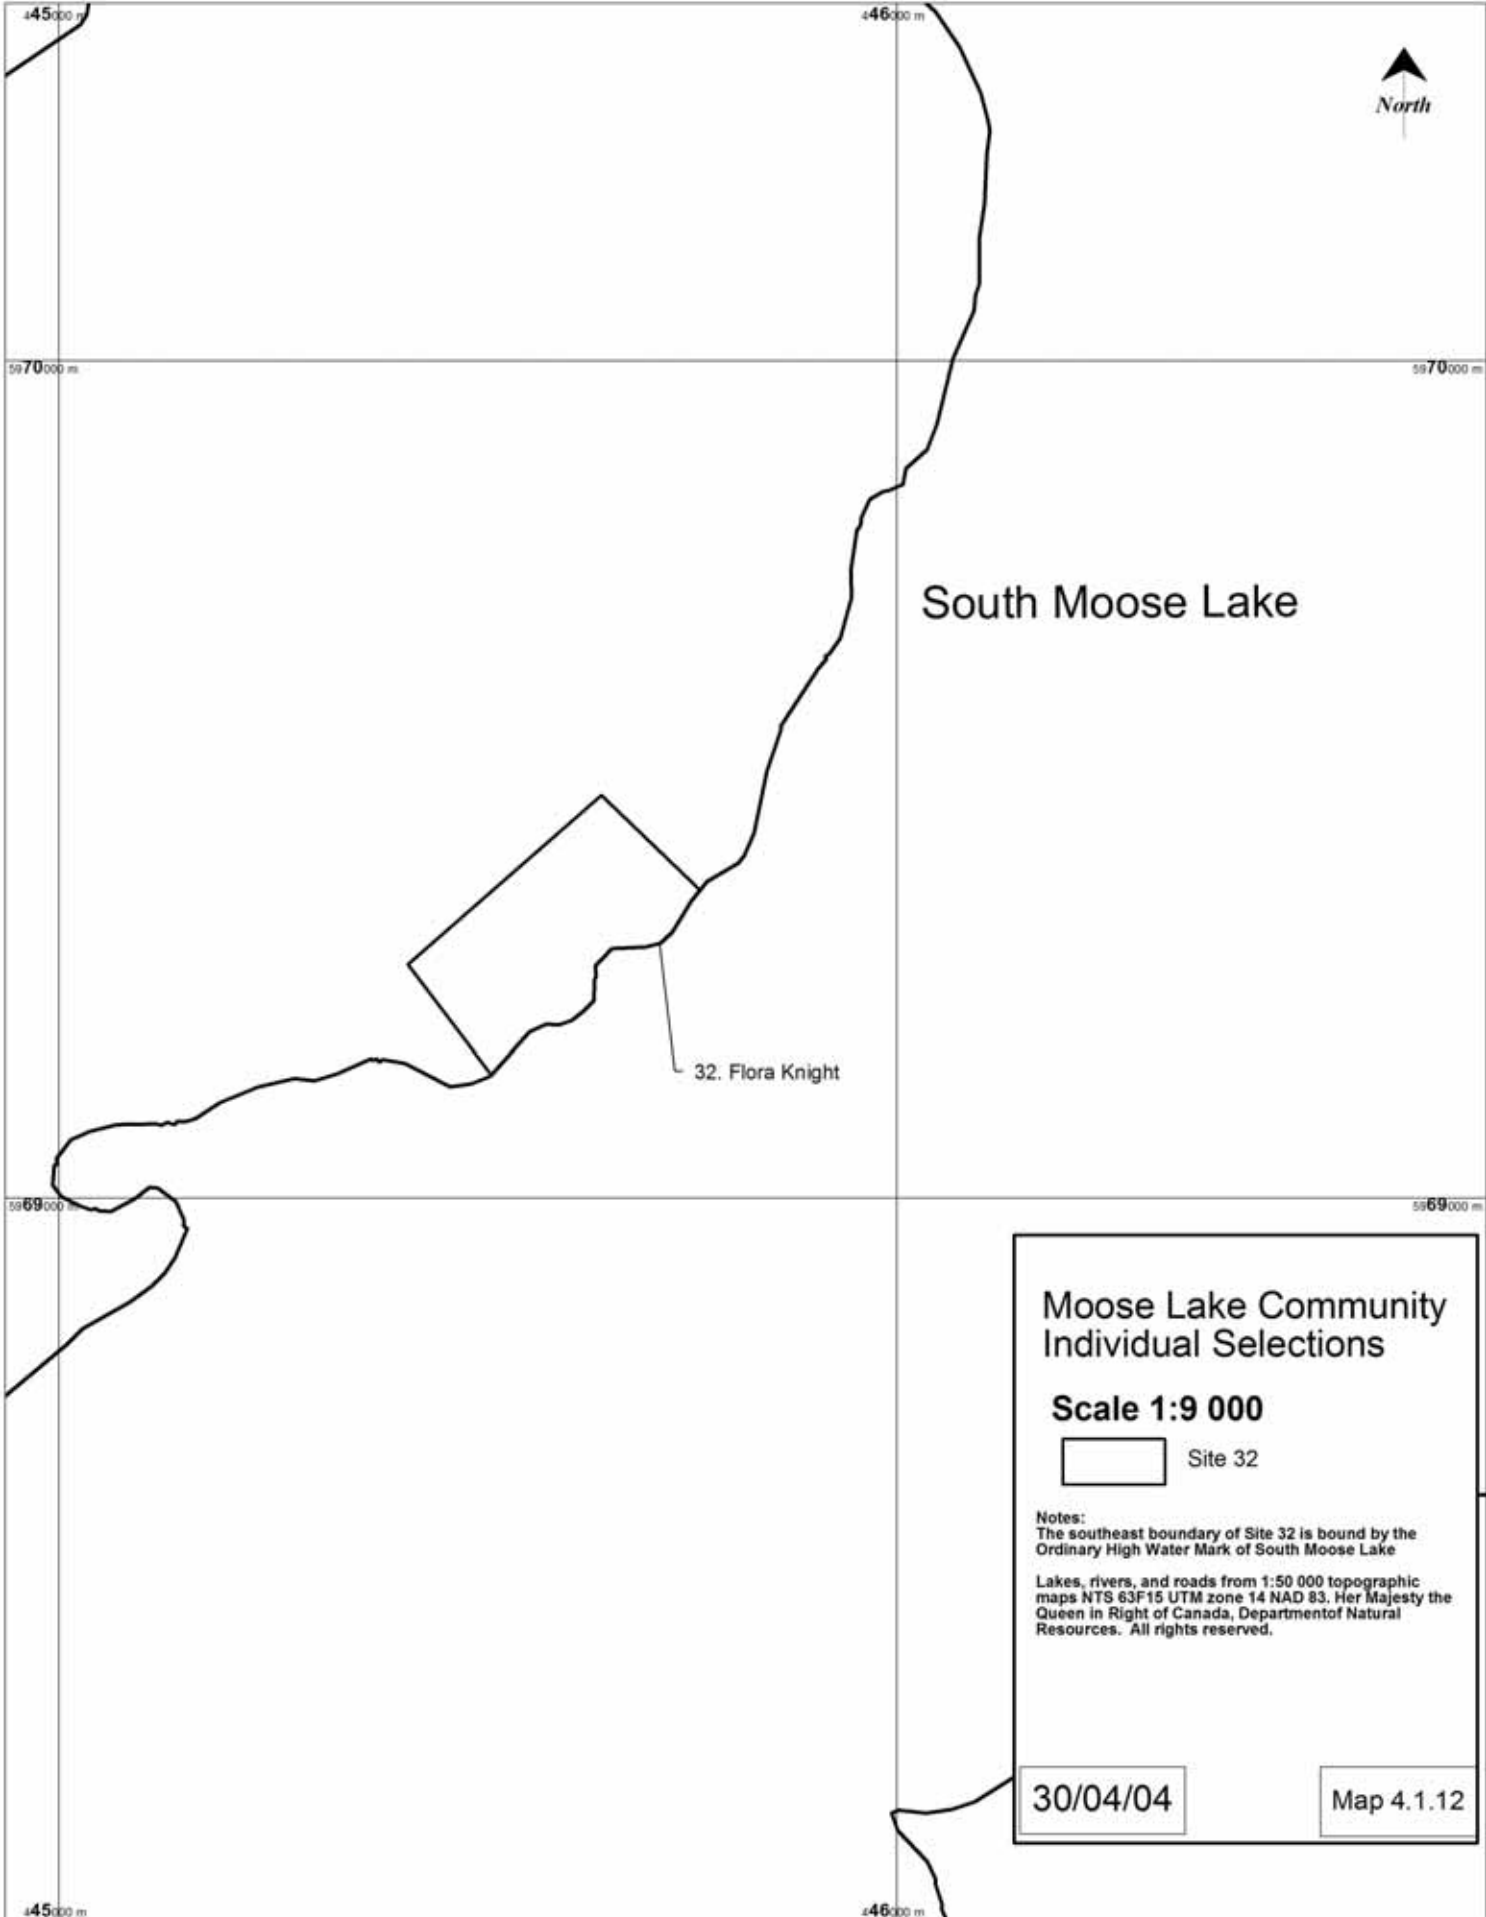 445000 m
446000 m
North
5970000 m
5970000 m
South Moose Lake
32. Flora Knight
5969000 m
5969000 m
Moose Lake Community
Individual Selections
Scale 1:9 000
Site 32
Notes:
The southeast boundary of Site 32 is bound by the
Ordinary High Water Mark of South Moose Lake
Lakes, rivers, and roads from 1:50 000 topographic
maps NTS 63F15 UTM zone 14 NAD 83. Her Majesty the
Queen in Right of Canada, Departmentof Natural
Resources. All rights reserved.
30/04/04
Map 4.1.12
445000 m
446000 m